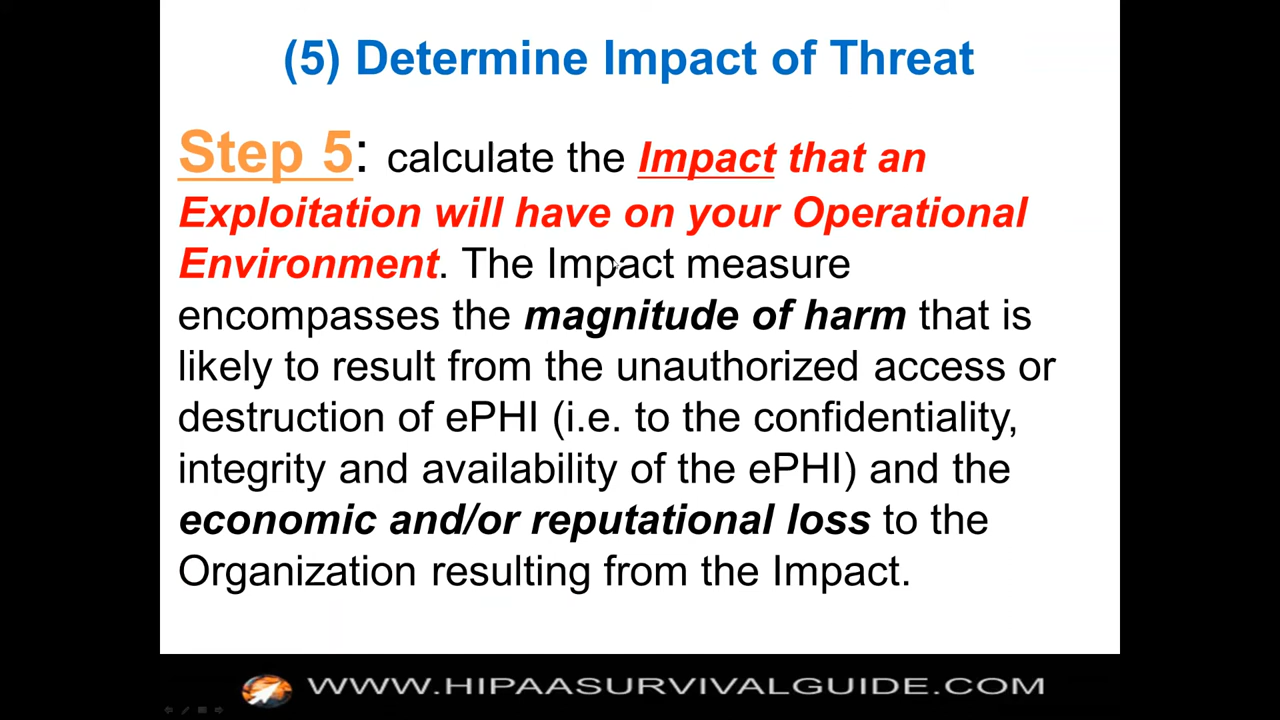 (5) Determine Impact of Threat
Step 5: calculate the Impact that an
Exploitation will have on your Operational
Environment. The Impact measure
encompasses the magnitude of harm that is
likely to result from the unauthorized access or
destruction of ePHI (i.e. to the confidentiality,
integrity and availability of the ePHI) and the
economic and/or reputational loss to the
Organization resulting from the Impact.
WWW.HIPAASURVIVALGUIDE.COM